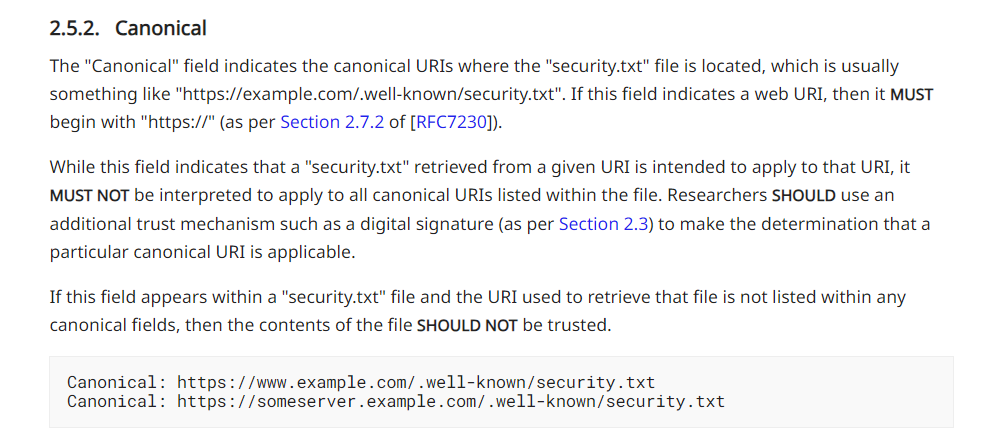 2.5.2. Canonical
The "Canonical" field indicates the canonical URIs where the "security.txt" file is located, which is usually
something like "https://example.com/.well-known/security.txt". If this field indicates a web URI, then it MUST
begin with "https://" (as per Section 2.7.2 of [RFC7230]).
While this field indicates that a "security.txt" retrieved from a given URI is intended to apply to that URI, it
MUST NOT be interpreted to apply to all canonical URIs listed within the file. Researchers SHOULD use an
additional trust mechanism such as a digital signature (as per Section 2.3) to make the determination that a
particular canonical URI is applicable.
If this field appears within a "security.txt" file and the URI used to retrieve that file is not listed within any
canonical fields, then the contents of the file SHOULD NOT be trusted.
Canonical: https://www.example.com/.well-known/security.txt
Canonical: https://someserver.example.com/.well-known/security.txt